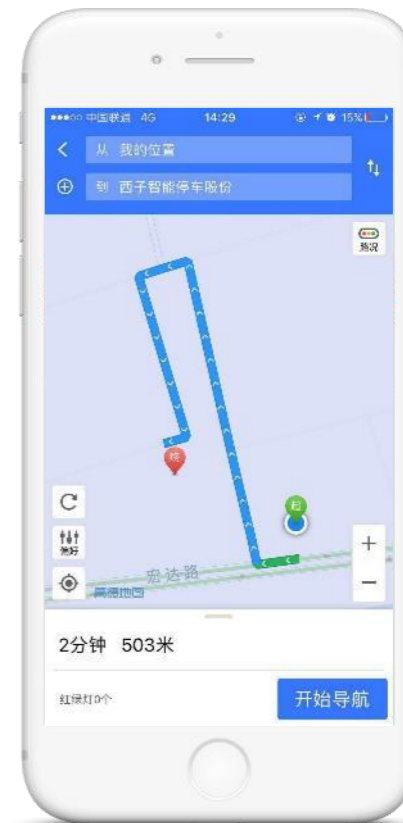 中国联通 4G 14:29 15%
从 我的位置
到 西子智能停车股份
路况
终
起
偏好
宏达路
高德地图
2分钟 503米
红绿灯0个
开始导航